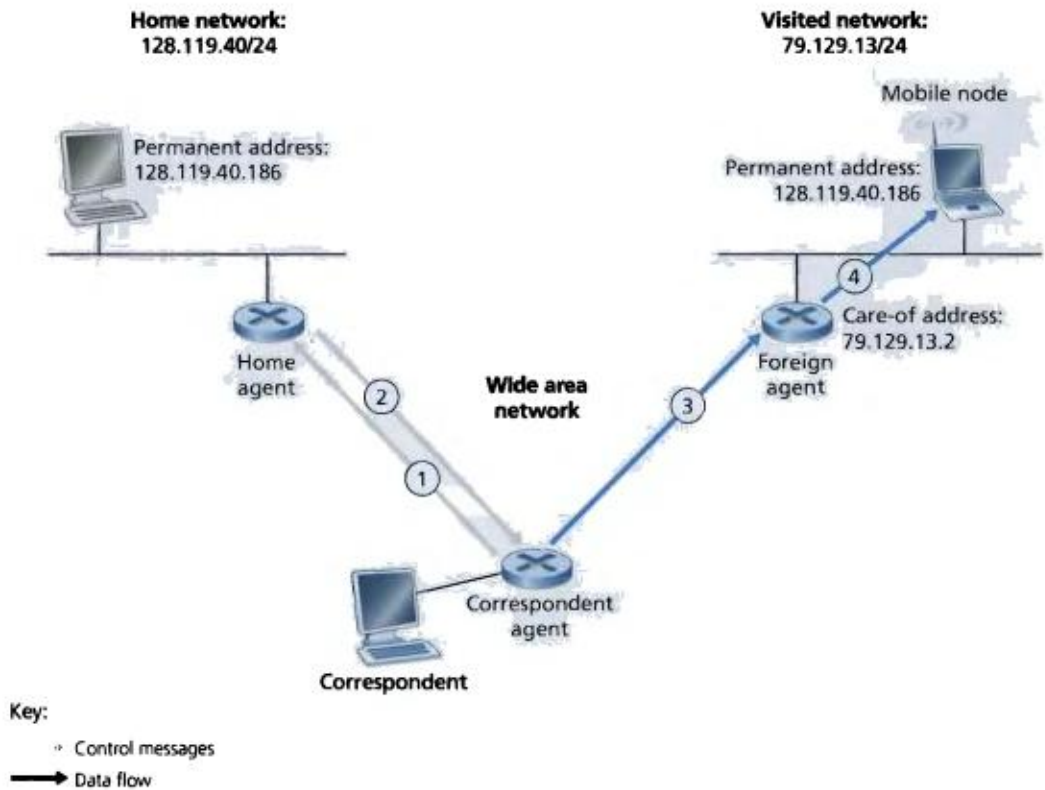 Home network:
128.119.40/24
Visited network:
79.129.13/24
Mobile node
Permanent address:
128.119.40.186
Permanent address:
128.119.40.186
4
Care-of address:
79.129.13.2
Home
agent
Foreign
agent
2
Wide area
network
3
1
Correspondent
agent
Correspondent
Key:
Control messages
Data flow